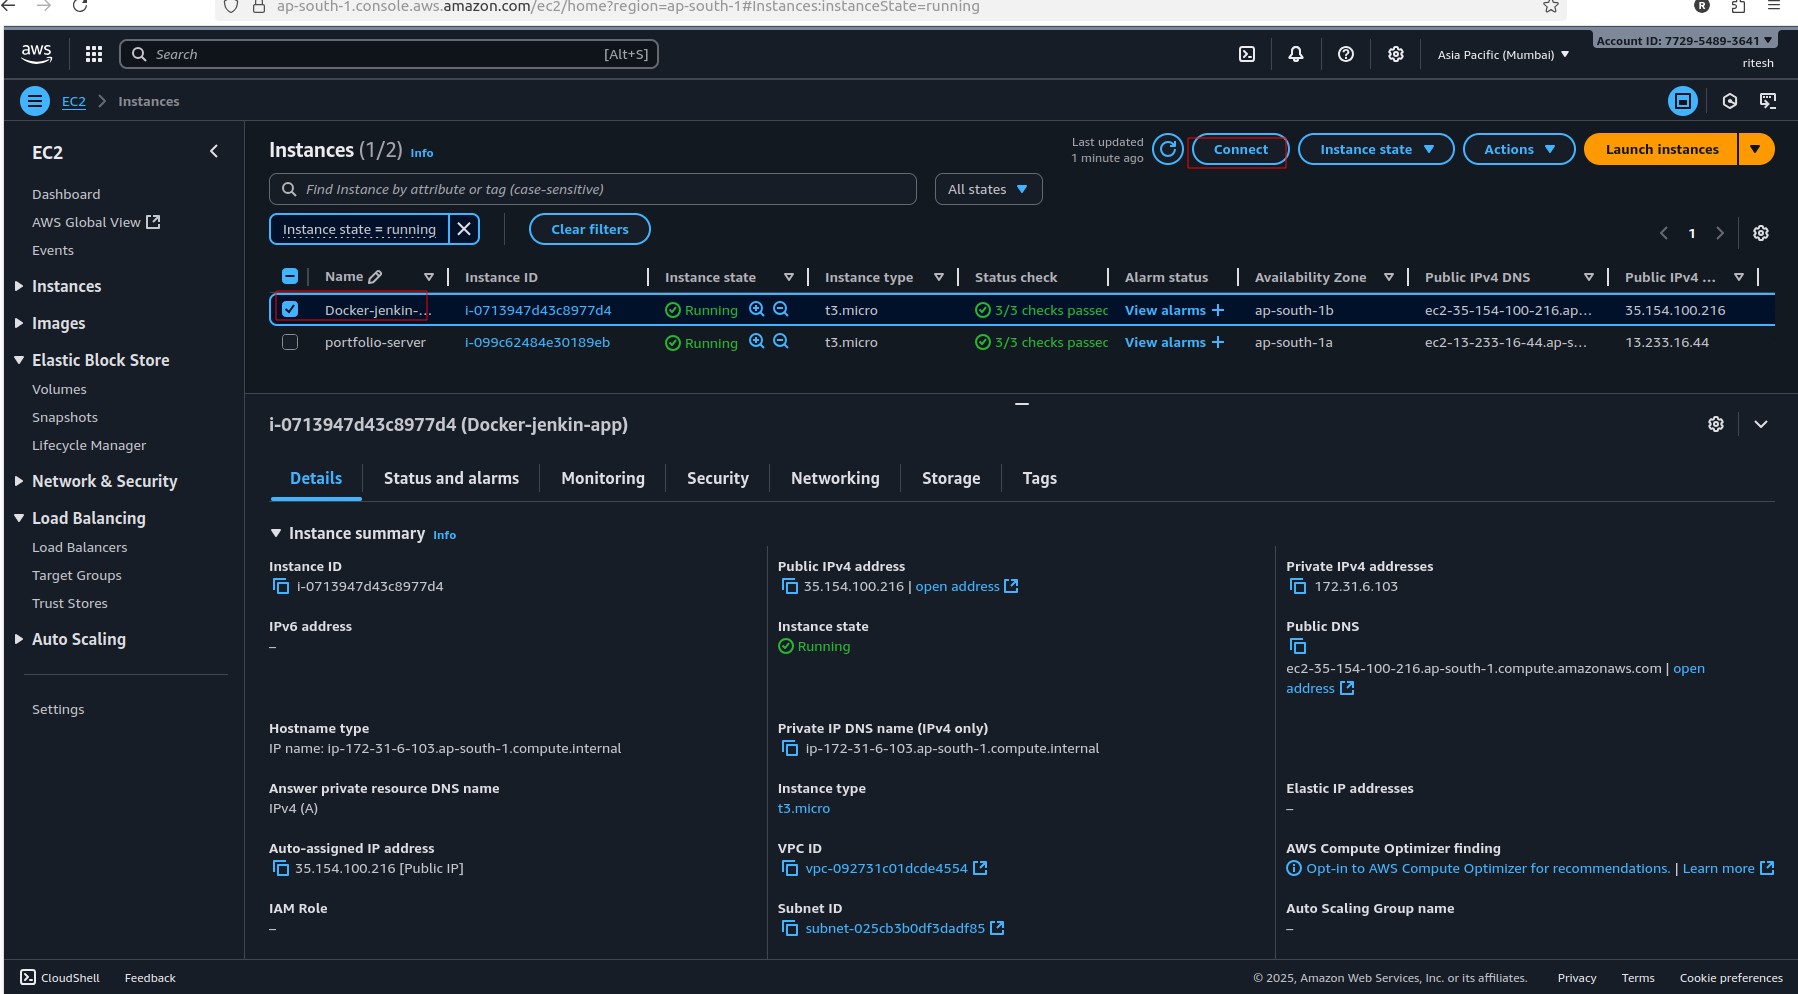 ap-south-1.console.aws.amazon.com/ec2/home?region=ap-south-1#Instances:instanceState=running
R
aws
Search [Alt+S]
Asia Pacific (Mumbai)
Account ID: 7729-5489-3641
ritesh
EC2 Instances
EC2
Dashboard
AWS Global View
Events
Instances
Images
Elastic Block Store
Volumes
Snapshots
Lifecycle Manager
Network & Security
Load Balancing
Load Balancers
Target Groups
Trust Stores
Auto Scaling
Settings
Instances (1/2) Info
Last updated
1 minute ago
Connect
Instance state
Actions
Launch instances
Find Instance by attribute or tag (case-sensitive)
All states
Instance state = running
Clear filters
1
Name Instance ID Instance state Instance type Status check Alarm status Availability Zone Public IPv4 DNS Public IPv4 ...
Docker-jenkin-... i-0713947d43c8977d4 Running t3.micro 3/3 checks passec View alarms + ap-south-1b ec2-35-154-100-216.ap... 35.154.100.216
portfolio-server i-099c62484e30189eb Running t3.micro 3/3 checks passec View alarms + ap-south-1a ec2-13-233-16-44.ap-s... 13.233.16.44
i-0713947d43c8977d4 (Docker-jenkin-app)
Details Status and alarms Monitoring Security Networking Storage Tags
Instance summary Info
Instance ID
i-0713947d43c8977d4
Public IPv4 address
35.154.100.216 | open address
Private IPv4 addresses
172.31.6.103
IPv6 address
–
Instance state
Running
Public DNS
ec2-35-154-100-216.ap-south-1.compute.amazonaws.com | open
address
Hostname type
IP name: ip-172-31-6-103.ap-south-1.compute.internal
Private IP DNS name (IPv4 only)
ip-172-31-6-103.ap-south-1.compute.internal
Answer private resource DNS name
IPv4 (A)
Instance type
t3.micro
Elastic IP addresses
–
Auto-assigned IP address
35.154.100.216 [Public IP]
VPC ID
vpc-092731c01dcde4554
AWS Compute Optimizer finding
Opt-in to AWS Compute Optimizer for recommendations. | Learn more
IAM Role
–
Subnet ID
subnet-025cb3b0df3dadf85
Auto Scaling Group name
–
CloudShell Feedback © 2025, Amazon Web Services, Inc. or its affiliates. Privacy Terms Cookie preferences